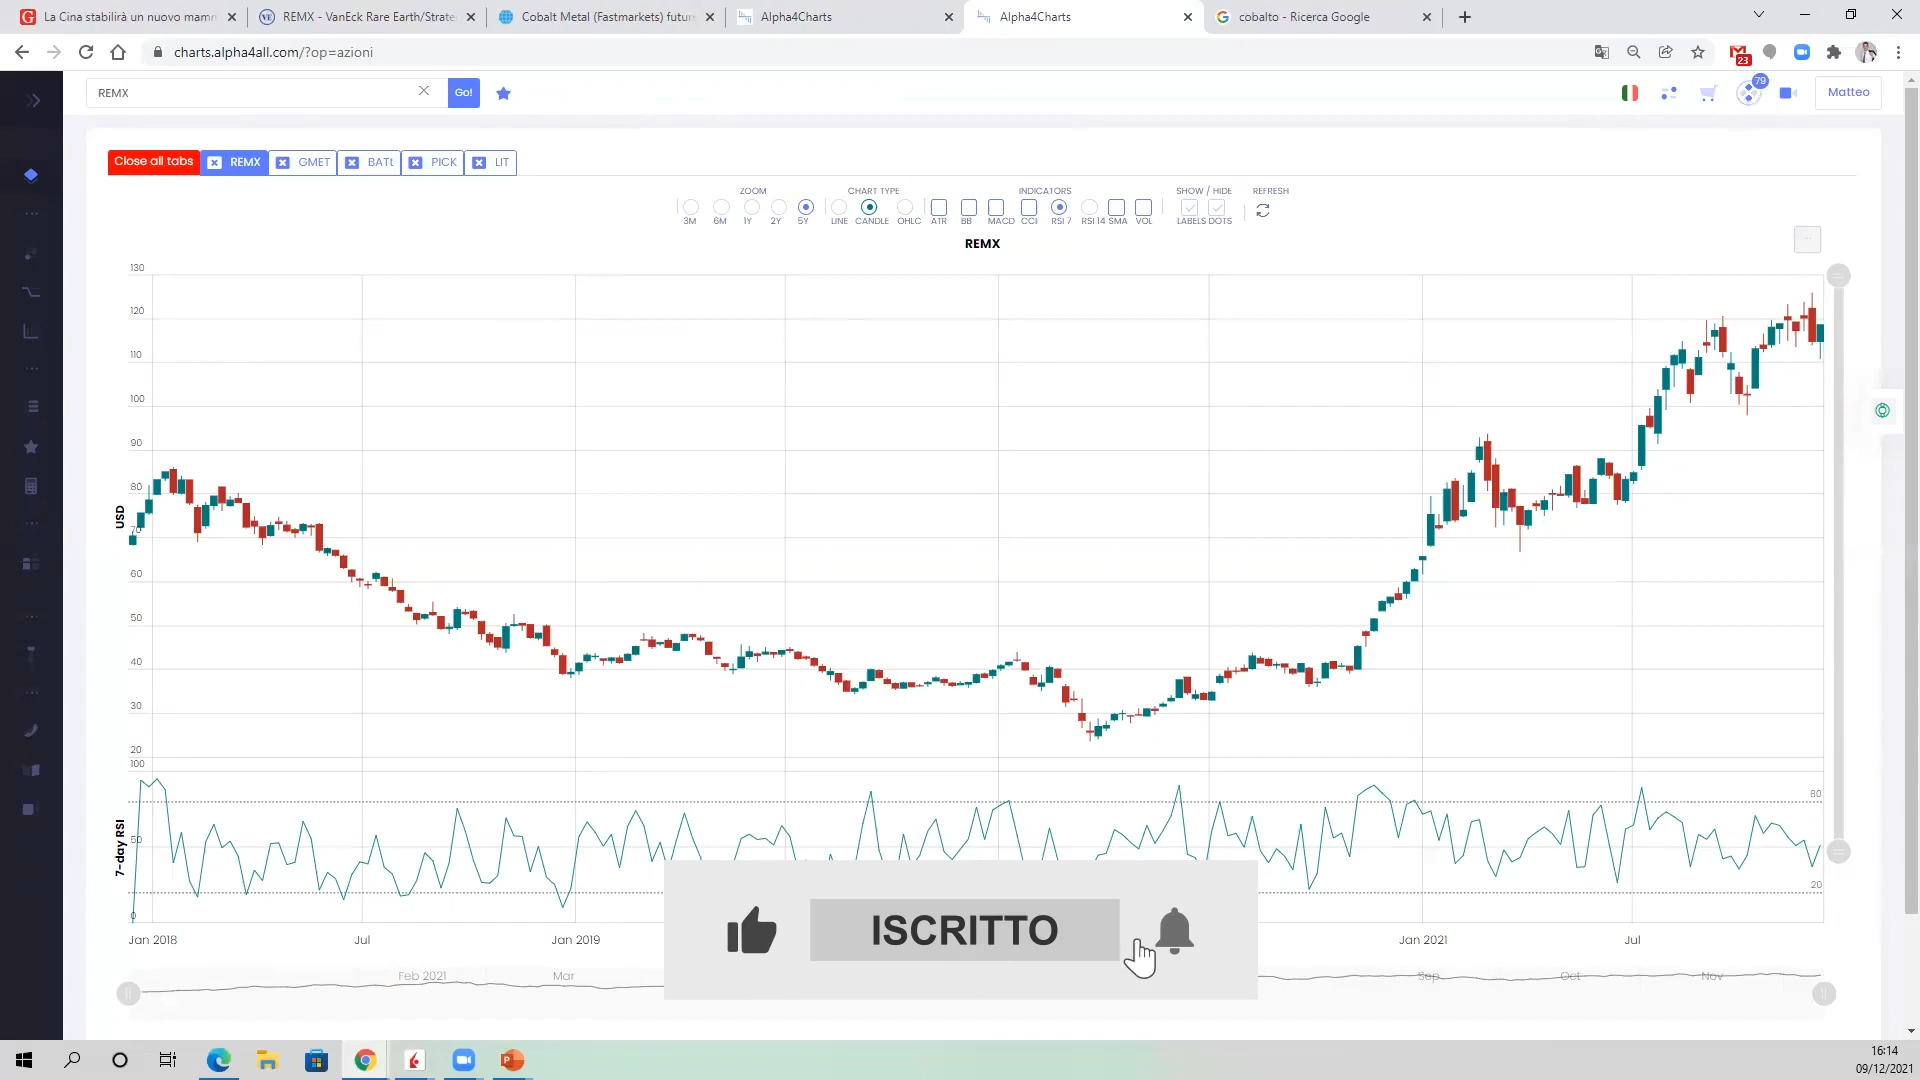 La Cina stabilirà un nuovo mamm
REMX - VanEck Rare Earth/Strate
Cobalt Metal (Fastmarkets) futur
Alpha4Charts
Alpha4Charts
cobalto - Ricerca Google
charts.alpha4all.com/?op=azioni
23
REMX
Go!
79
Matteo
Close all tabs
REMX
GMET
BATt
PICK
LIT
ZOOM
CHART TYPE
INDICATORS
SHOW / HIDE
REFRESH
3M
6M
1Y
2Y
5Y
LINE
CANDLE
OHLC
ATR
BB
MACD
CCI
RSI 7
RSI 14
SMA
VOL
LABELS
DOTS
REMX
130
120
110
100
90
80
USD
70
60
50
40
30
20
100
80
7-day RSI
50
20
0
Jan 2018
Jul
Jan 2019
Jan 2021
Jul
Feb 2021
Mar
Sep
Oct
Nov
ISCRITTO
16:14
09/12/2021